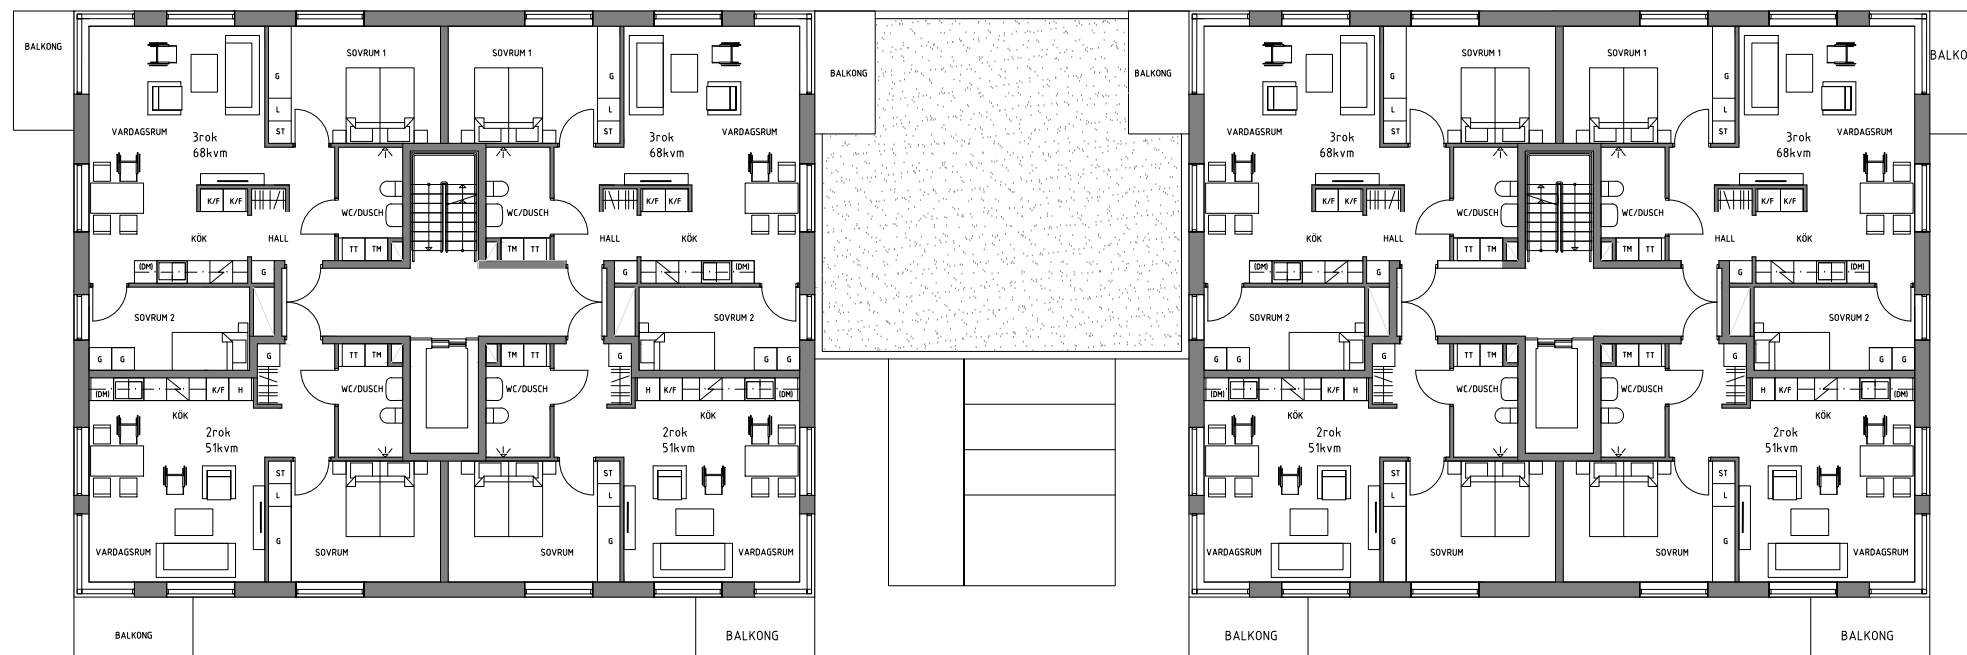 BALKONG
SOVRUM 1
SOVRUM 1
G
G
L
L
ST
ST
VARDAGSRUM
3rok
68kvm
3rok
68kvm
VARDAGSRUM
K/F
K/F
K/F
K/F
WC/DUSCH
WC/DUSCH
KÖK
HALL
HALL
KÖK
TT
TM
TM
TT
(DM)
G
G
(DM)
SOVRUM 2
SOVRUM 2
G
G
G
G
G
G
TT
TM
TM
TT
(DM)
K/F
H
WC/DUSCH
WC/DUSCH
H
K/F
(DM)
KÖK
KÖK
2rok
51kvm
2rok
51kvm
ST
ST
L
L
G
G
VARDAGSRUM
SOVRUM
SOVRUM
VARDAGSRUM
BALKONG
BALKONG
BALKONG
BALKONG
SOVRUM 1
SOVRUM 1
BALKO
G
G
L
L
ST
ST
VARDAGSRUM
3rok
68kvm
3rok
68kvm
VARDAGSRUM
K/F
K/F
K/F
K/F
WC/DUSCH
WC/DUSCH
KÖK
HALL
HALL
KÖK
TT
TM
TM
TT
(DM)
G
G
(DM)
SOVRUM 2
SOVRUM 2
G
G
G
G
G
G
TT
TM
TM
TT
(DM)
K/F
H
WC/DUSCH
WC/DUSCH
H
K/F
(DM)
KÖK
KÖK
2rok
51kvm
2rok
51kvm
ST
ST
L
L
G
G
VARDAGSRUM
SOVRUM
SOVRUM
VARDAGSRUM
BALKONG
BALKONG